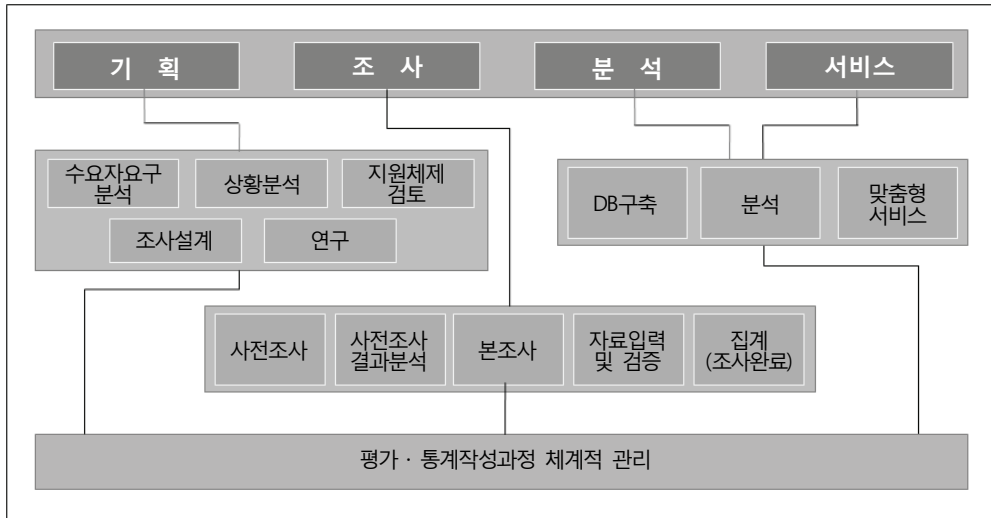 기 획
조 사
분 석
서비스
수요자요구
분석
상황분석
지원체제
검토
조사설계
연구
DB구축
분석
맞춤형
서비스
사전조사
사전조사
결과분석
본조사
자료입력
및 검증
집계
(조사완료)
평가 · 통계작성과정 체계적 관리